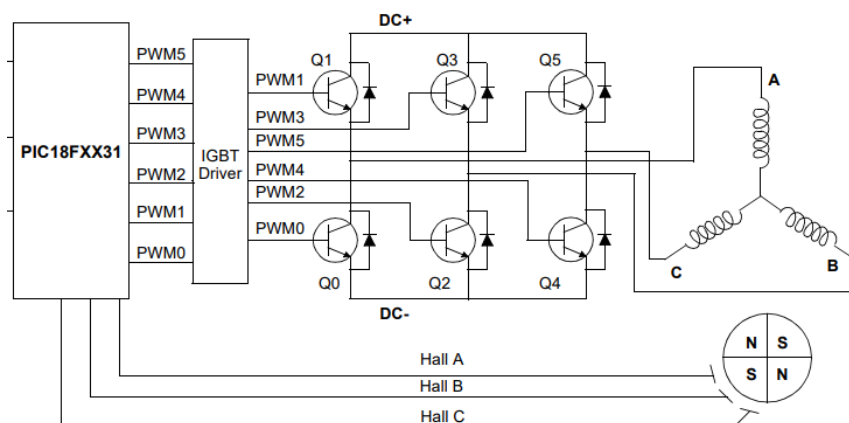 DC+
PWM5
Q1
Q3
Q5
PWM1
A
PWM4
PWM3
PWM3
PIC18FXX31
IGBT
Driver
PWM5
PWM2
PWM4
PWM2
PWM1
PWM0
PWM0
C
B
Q0
Q2
Q4
DC-
N
S
S
N
Hall A
Hall B
Hall C